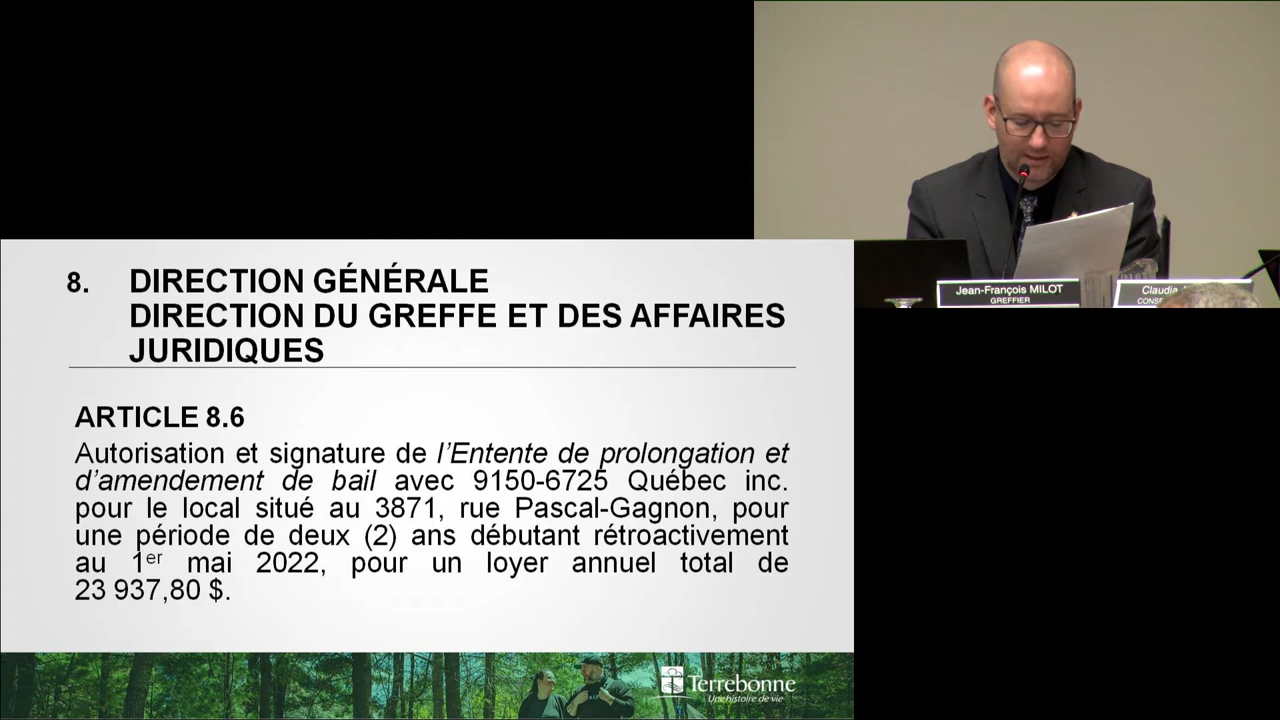 Jean-François MILOT
GREFFIER
Claudia
CONS
8. DIRECTION GÉNÉRALE
DIRECTION DU GREFFE ET DES AFFAIRES
JURIDIQUES
ARTICLE 8.6
Autorisation et signature de l'Entente de prolongation et
d'amendement de bail avec 9150-6725 Québec inc.
pour le local situé au 3871, rue Pascal-Gagnon, pour
une période de deux (2) ans débutant rétroactivement
au 1er mai 2022, pour un loyer annuel total de
23 937,80 $.
Terrebonne
Une histoire de vie